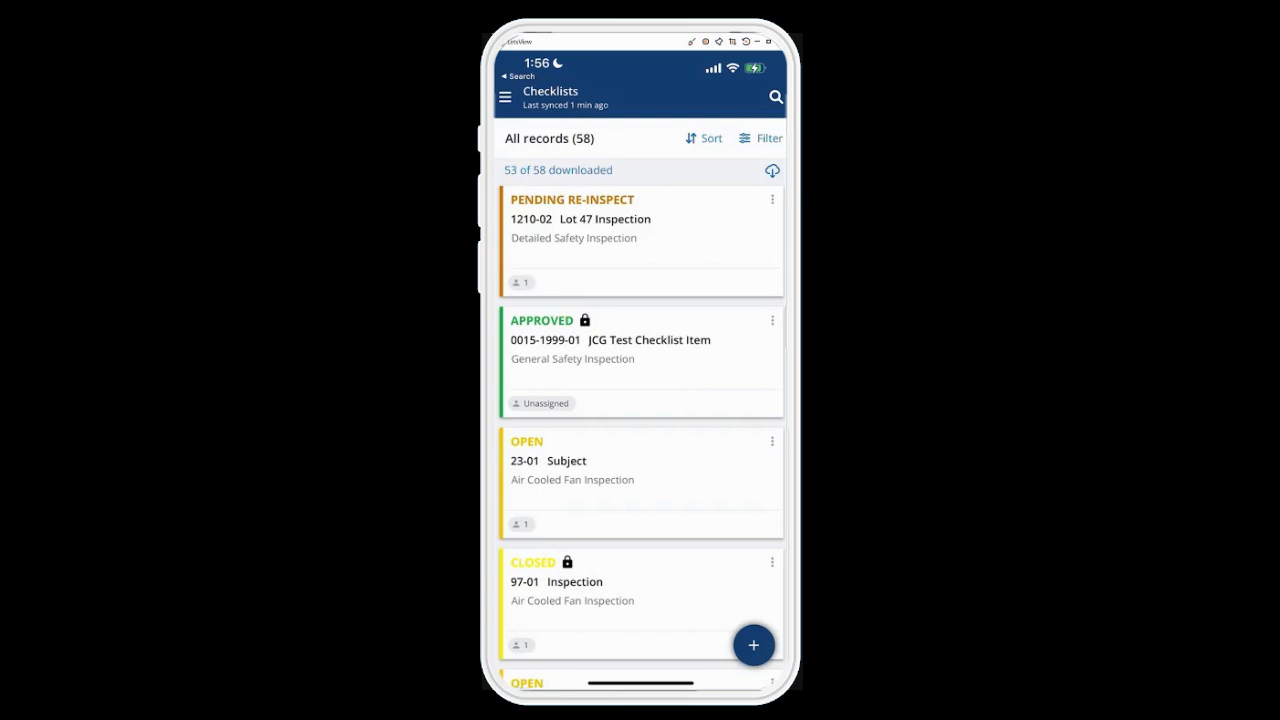 LetsView
1:56
Search
Checklists
Last synced 1 min ago
All records (58)
Sort
Filter
53 of 58 downloaded
PENDING RE-INSPECT
1210-02 Lot 47 Inspection
Detailed Safety Inspection
1
APPROVED
0015-1999-01 JCG Test Checklist Item
General Safety Inspection
Unassigned
OPEN
23-01 Subject
Air Cooled Fan Inspection
1
CLOSED
97-01 Inspection
Air Cooled Fan Inspection
1
+
OPEN